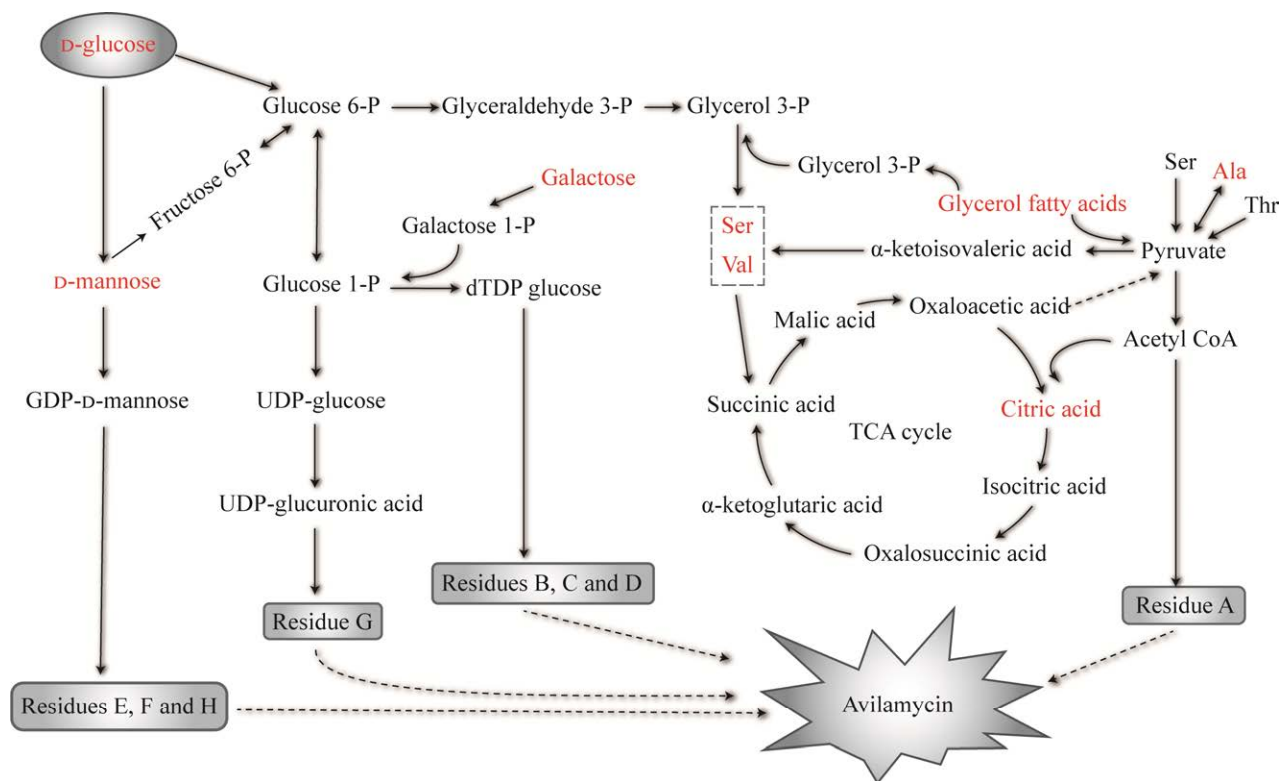 D-glucose
Glucose 6-P
Glyceraldehyde 3-P
Glycerol 3-P
Fructose 6-P
Galactose
Glycerol 3-P
Ser
Ala
Thr
Galactose 1-P
Glycerol fatty acids
Ser
Val
α-ketoisovaleric acid
Pyruvate
D-mannose
Glucose 1-P
dTDP glucose
Malic acid
Oxaloacetic acid
Acetyl CoA
GDP-D-mannose
UDP-glucose
Succinic acid
Citric acid
TCA cycle
UDP-glucuronic acid
α-ketoglutaric acid
Isocitric acid
Oxalosuccinic acid
Residues B, C and D
Residue G
Residue A
Residues E, F and H
Avilamycin